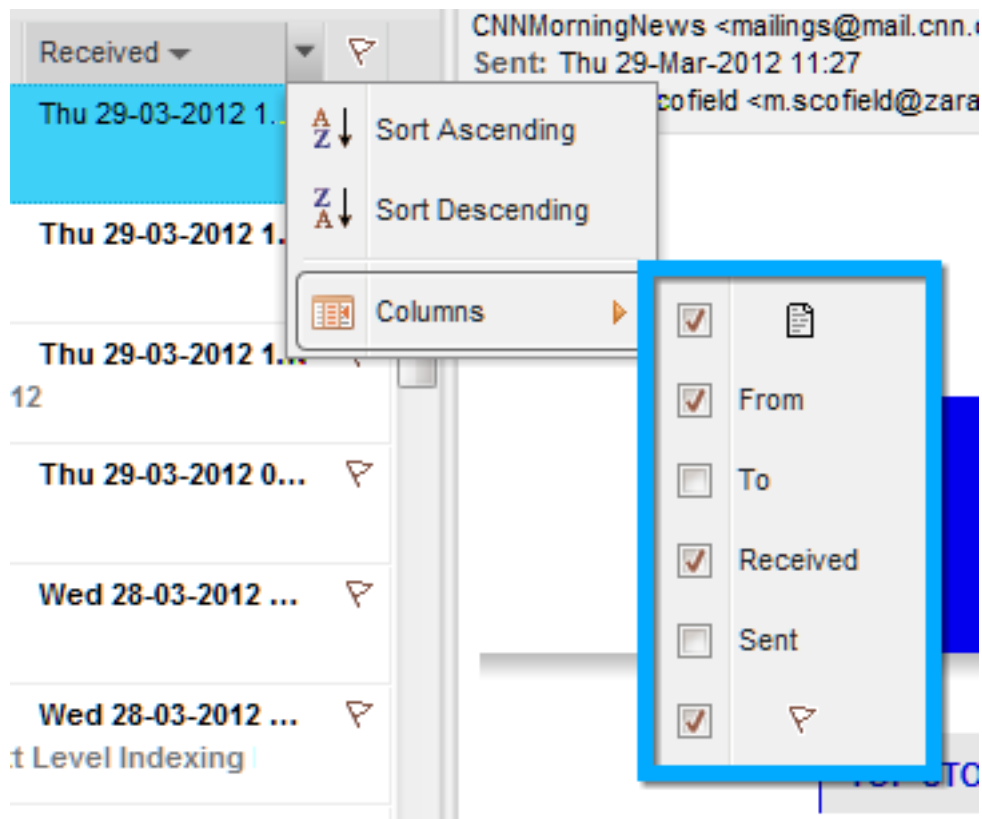 Received
CNNMorningNews <mailings@mail.cnn.
Sent: Thu 29-Mar-2012 11:27
cofield <m.scofield@zara
Thu 29-03-2012 1...
Sort Ascending
Sort Descending
Columns
Thu 29-03-2012 1.
Thu 29-03-2012 1...
12
Thu 29-03-2012 0...
Wed 28-03-2012 ...
Wed 28-03-2012 ...
t Level Indexing
From
To
Received
Sent